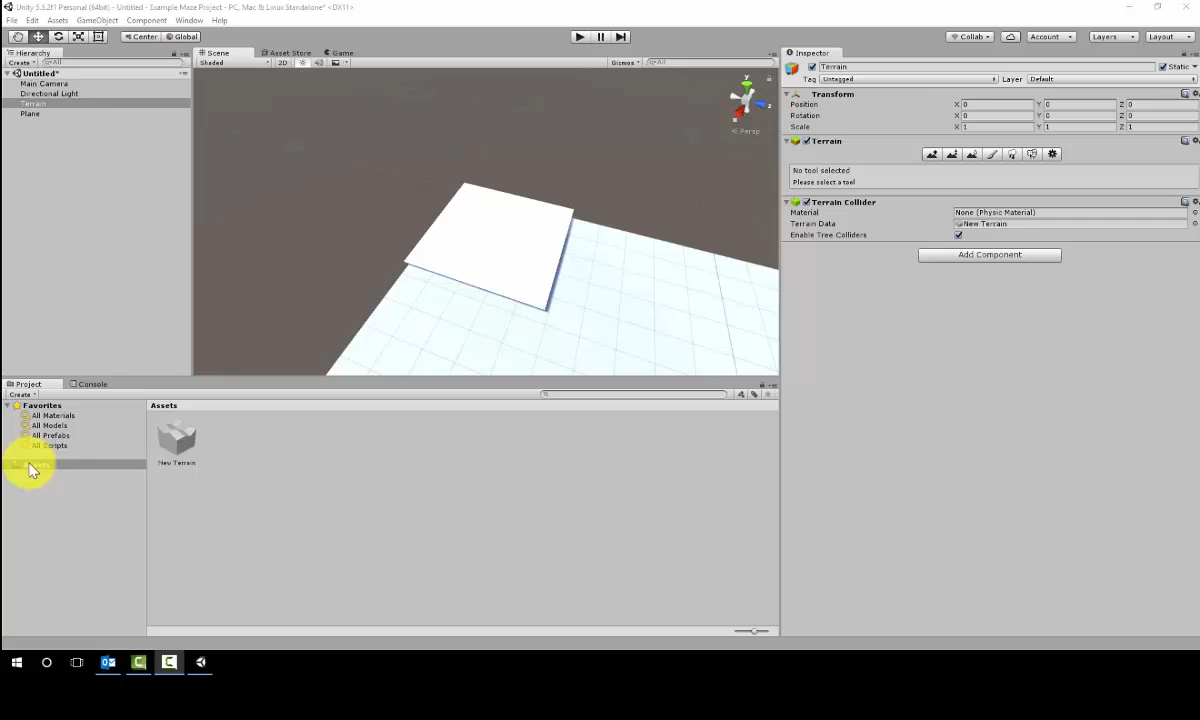 Unity 5.5.2f1 Personal (64bit) - Untitled - Example Maze Project - PC, Mac & Linux Standalone* <DX11>
File Edit Assets GameObject Component Window Help
Center Global Collab Account Layers Layout
Hierarchy
Create All
Untitled*
Main Camera
Directional Light
Terrain
Plane
Scene Asset Store Game
Shaded 2D Gizmos All
y
z
x
Persp
Inspector
Terrain Static
Tag Untagged Layer Default
Transform
Position X 0 Y 0 Z 0
Rotation X 0 Y 0 Z 0
Scale X 1 Y 1 Z 1
Terrain
No tool selected
Please select a tool
Terrain Collider
Material None (Physic Material)
Terrain Data New Terrain
Enable Tree Colliders
Add Component
Project Console
Create
Favorites
All Materials
All Models
All Prefabs
All Scripts
Assets
Assets
New Terrain